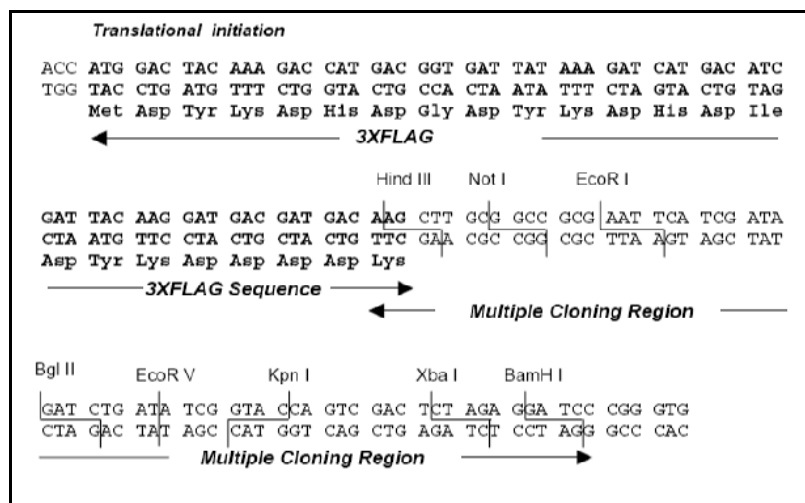 Translational initiation
ACC ATG GAC TAC AAA GAC CAT GAC GGT GAT TAT AAA GAT CAT GAC ATC
TGG TAC CTG ATG TTT CTG GTA CTG CCA CTA ATA TTT CTA GTA CTG TAG
Met Asp Tyr Lys Asp His Asp Gly Asp Tyr Lys Asp His Asp Ile
3XFLAG
Hind III Not I EcoR I
GAT TAC AAG GAT GAC GAT GAC AAG CTT GCG GCC GCG AAT TCA TCG ATA
CTA ATG TTC CTA CTG CTA CTG TTC GAA CGC CGG CGC TTA AGT AGC TAT
Asp Tyr Lys Asp Asp Asp Asp Lys
3XFLAG Sequence
Multiple Cloning Region
Bgl II EcoR V Kpn I Xba I BamH I
GAT CTG ATA TCG GTA CCA GTC GAC TCT AGA GGA TCC CGG GTG
CTA GAC TAT AGC CAT GGT CAG CTG AGA TCT CCT AGG GCC CAC
Multiple Cloning Region